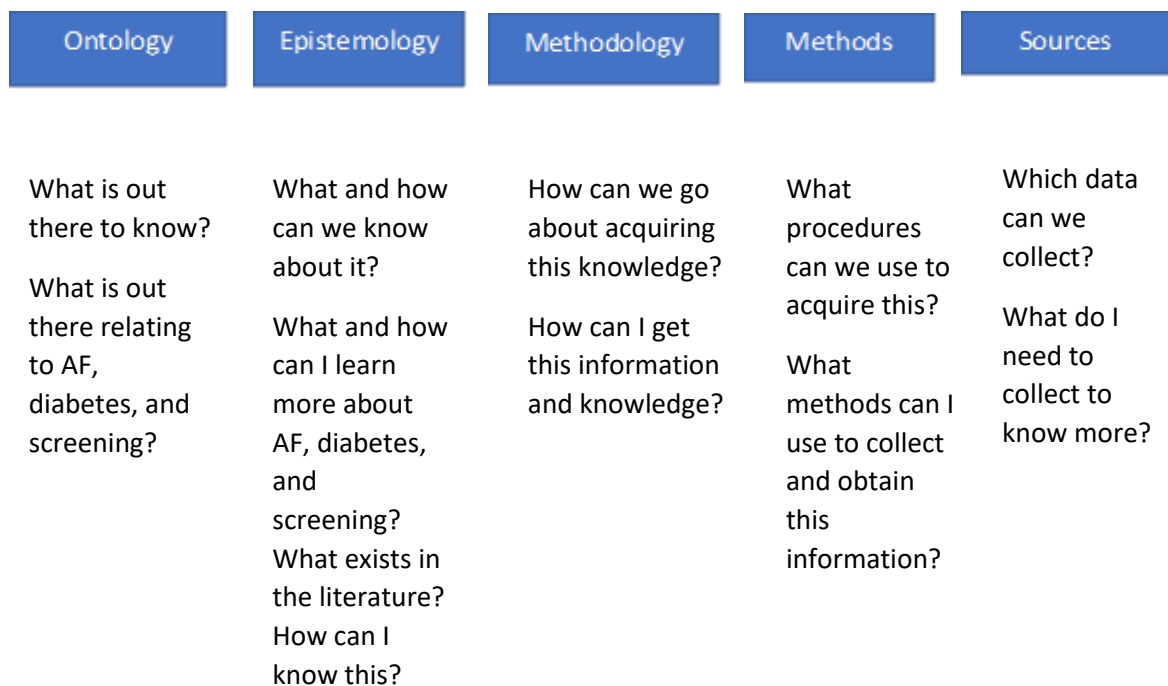 Ontology
Epistemology
Methodology
Methods
Sources
What is out
there to know?
What is out
there relating
to AF,
diabetes, and
screening?
What and how
can we know
about it?
What and how
can I learn
more about
AF, diabetes,
and
screening?
What exists in
the literature?
How can I
know this?
How can we go
about acquiring
this knowledge?
How can I get
this information
and knowledge?
What
procedures
can we use to
acquire this?
What
methods can I
use to collect
and obtain
this
information?
Which data
can we
collect?
What do I
need to
collect to
know more?